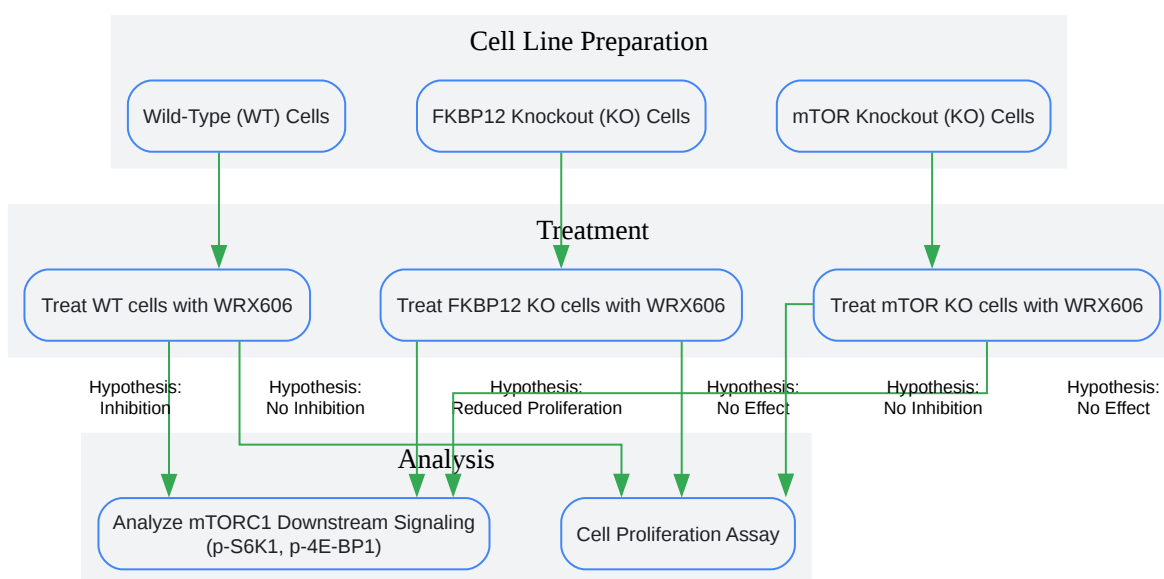 Cell Line Preparation
Wild-Type (WT) Cells
FKBP12 Knockout (KO) Cells
mTOR Knockout (KO) Cells
Treatment
Treat WT cells with WRX606
Treat FKBP12 KO cells with WRX606
Treat mTOR KO cells with WRX606
Hypothesis:
Inhibition
Hypothesis:
No Inhibition
Hypothesis:
Reduced Proliferation
Hypothesis:
No Effect
Hypothesis:
No Inhibition
Hypothesis:
No Effect
Analysis
Analyze mTORC1 Downstream Signaling
(p-S6K1, p-4E-BP1)
Cell Proliferation Assay